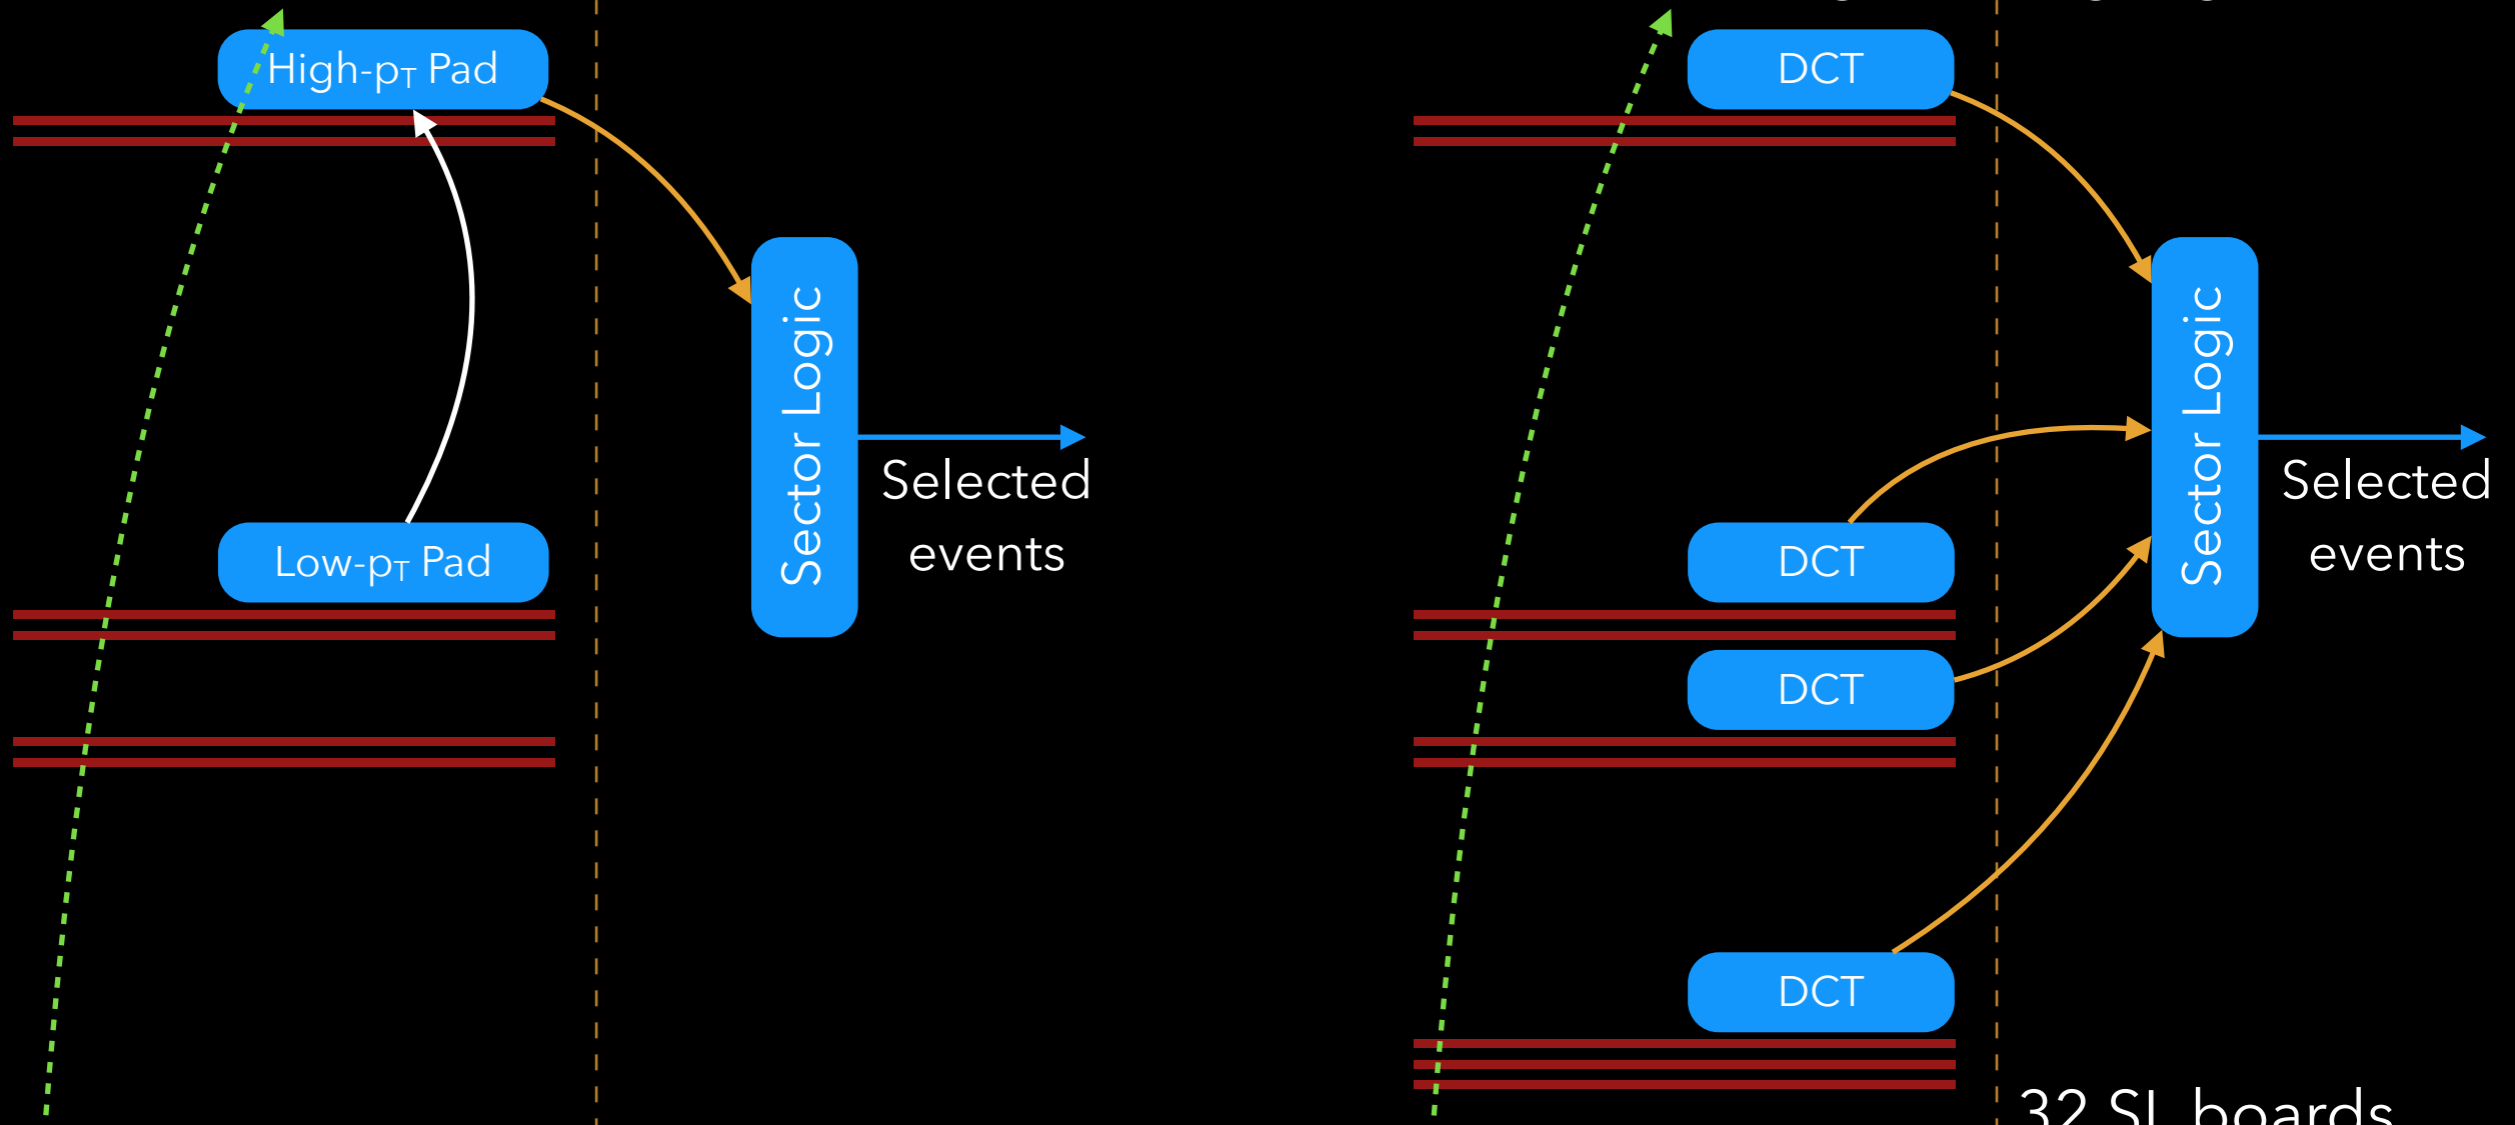 High-pT Pad
Low-pT Pad
Sector Logic
Selected
events
DCT
DCT
DCT
DCT
Sector Logic
Selected
events
32 SL boards